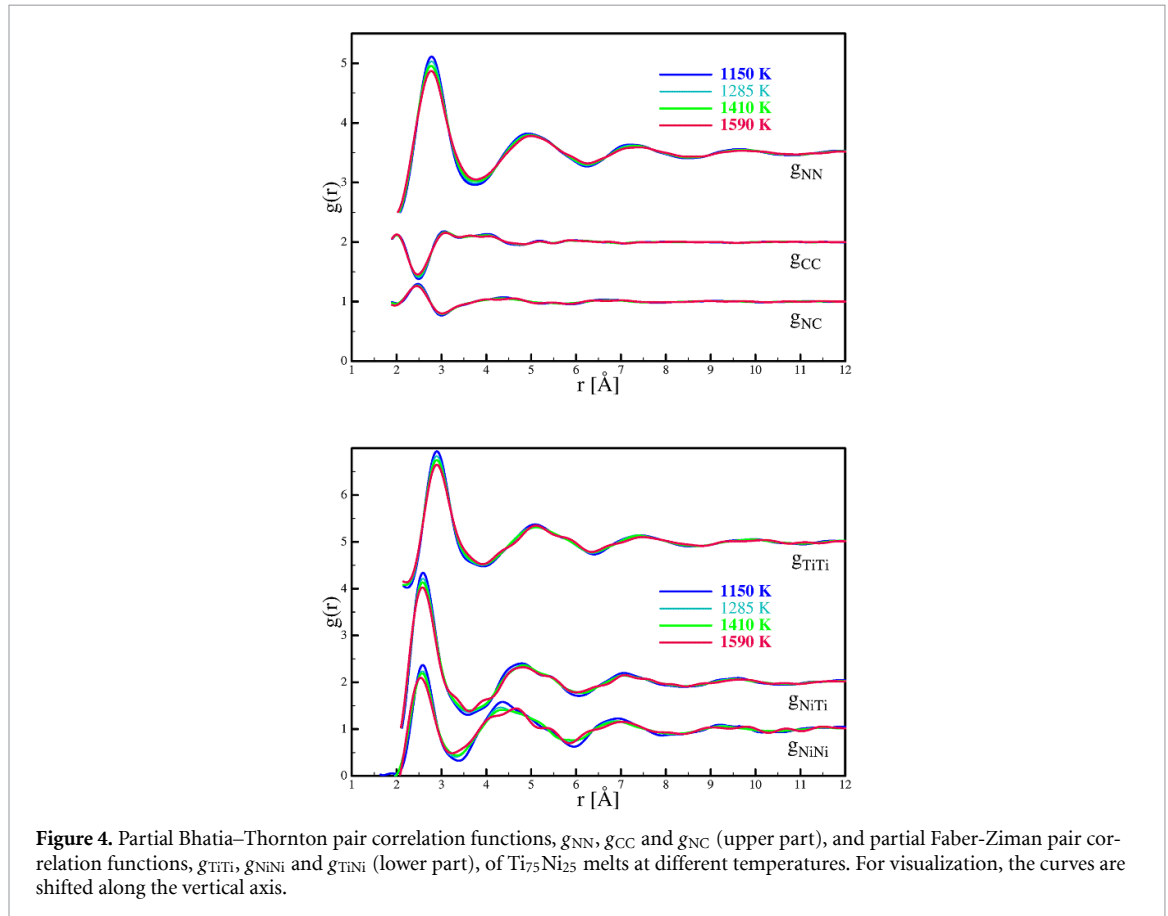 5
4
3
2
1
0
g(r)
1150 K
1285 K
1410 K
1590 K
gNN
gCC
gNC
1 2 3 4 5 6 7 8 9 10 11 12
r [Å]
6
5
4
3
2
1
0
g(r)
gTiTi
1150 K
1285 K
1410 K
1590 K
gNiTi
gNiNi
1 2 3 4 5 6 7 8 9 10 11 12
r [Å]
Figure 4. Partial Bhatia–Thornton pair correlation functions, gNN, gCC and gNC (upper part), and partial Faber-Ziman pair cor-
relation functions, gTiTi, gNiNi and gTiNi (lower part), of Ti75Ni25 melts at different temperatures. For visualization, the curves are
shifted along the vertical axis.